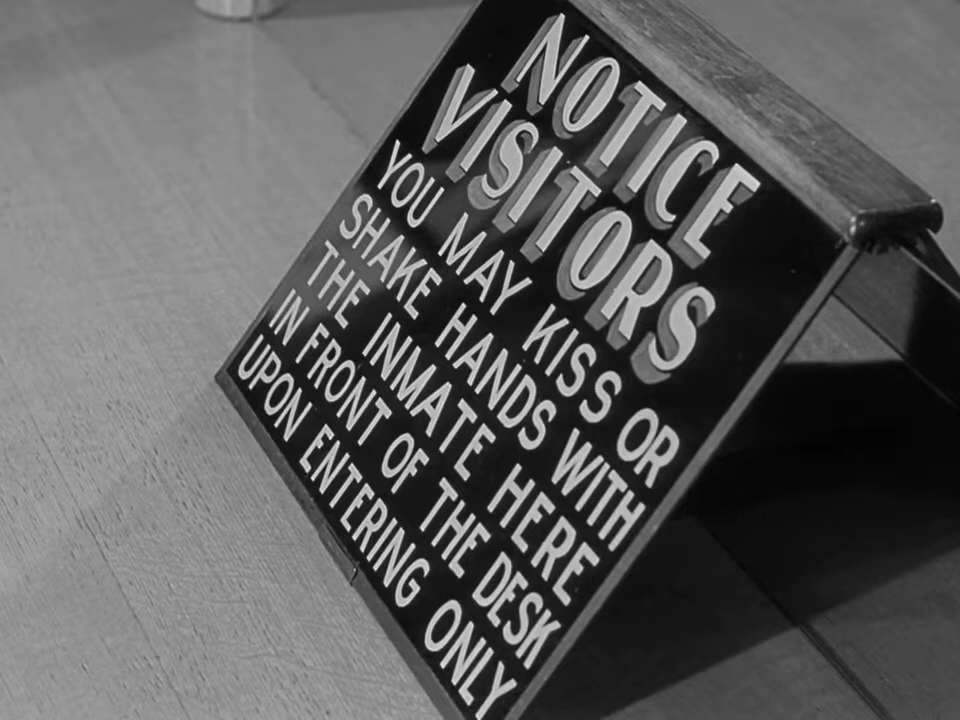 NOTICE
VISITORS
YOU MAY KISS OR
SHAKE HANDS WITH
THE INMATE HERE
IN FRONT OF THE DESK
UPON ENTERING ONLY